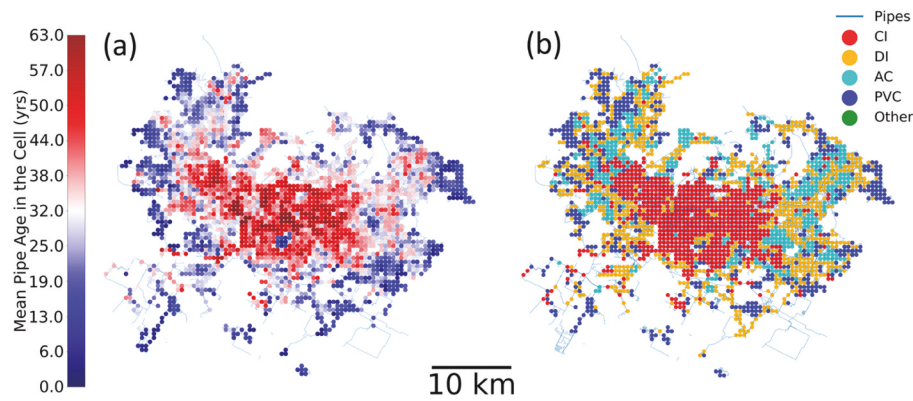 (a)
63.0
57.0
50.0
44.0
38.0
32.0
25.0
19.0
13.0
6.0
0.0
Mean Pipe Age in the Cell (yrs)
(b)
Pipes
CI
DI
AC
PVC
Other
10 km